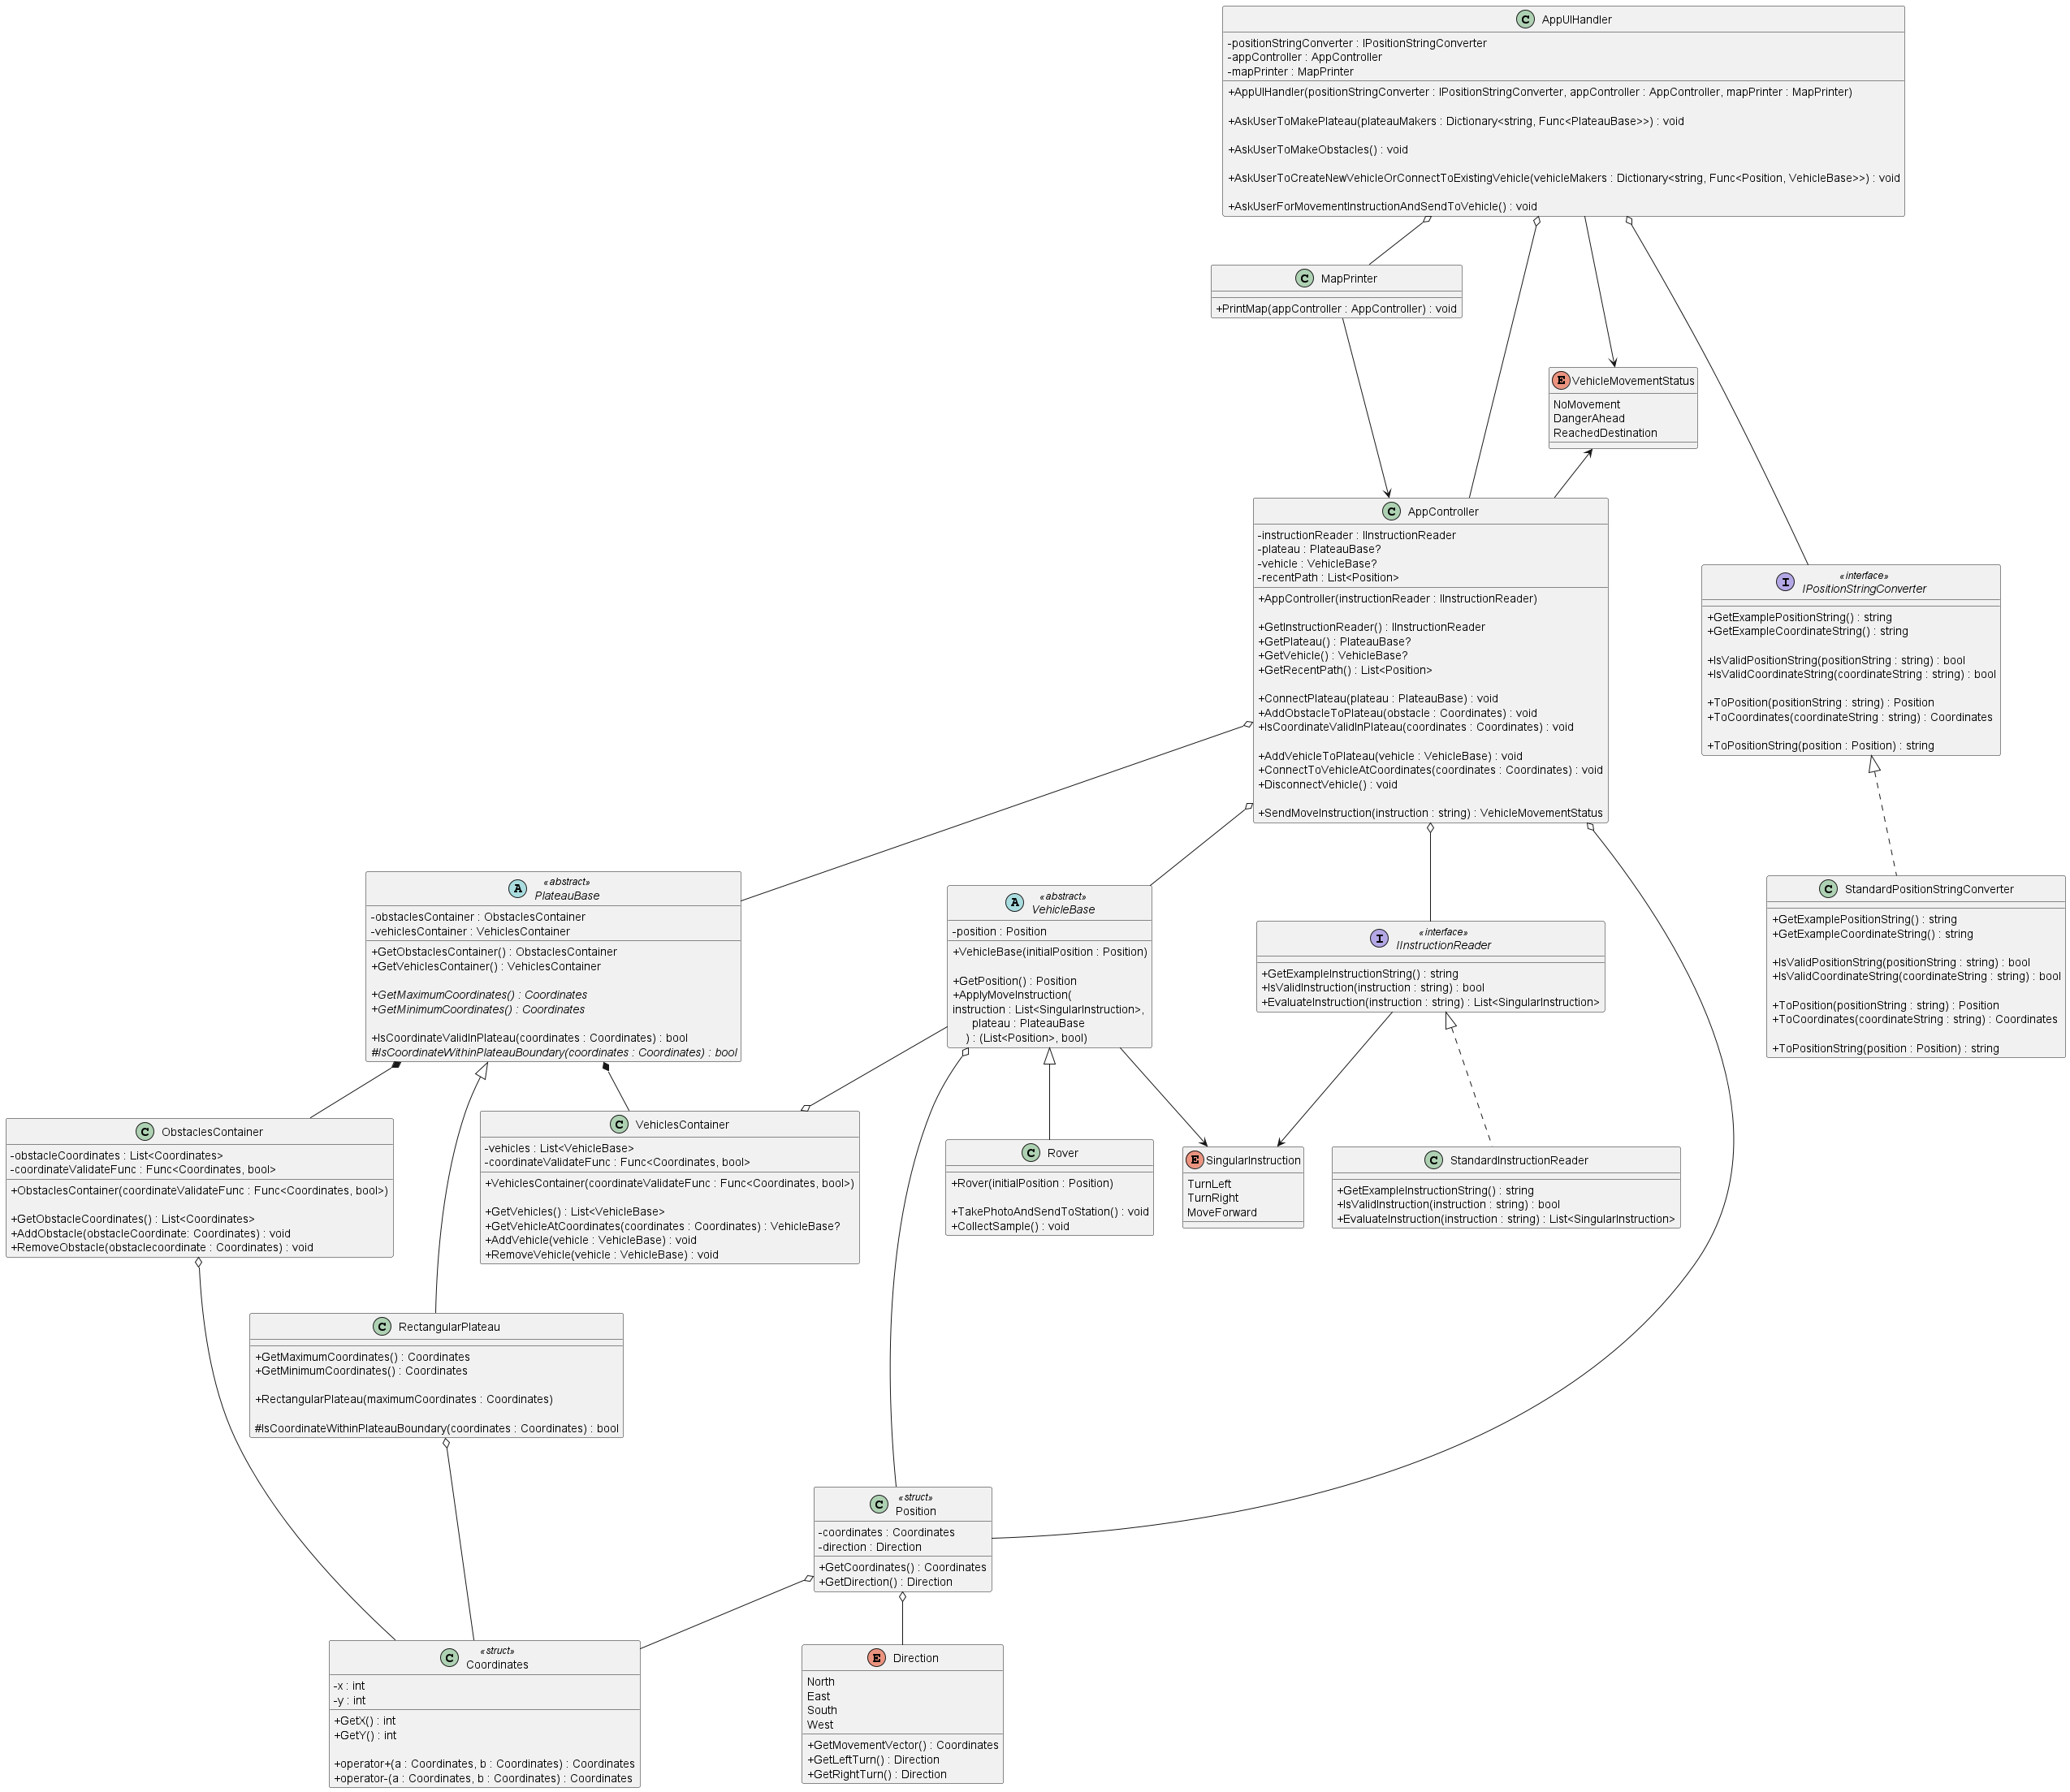 C AppUIHandler
-positionStringConverter : IPositionStringConverter
-appController : AppController
-mapPrinter : MapPrinter
+AppUIHandler(positionStringConverter : IPositionStringConverter, appController : AppController, mapPrinter : MapPrinter)
+AskUserToMakePlateau(plateauMakers : Dictionary<string, Func<PlateauBase>>) : void
+AskUserToMakeObstacles() : void
+AskUserToCreateNewVehicleOrConnectToExistingVehicle(vehicleMakers : Dictionary<string, Func<Position, VehicleBase>>) : void
+AskUserForMovementInstructionAndSendToVehicle() : void
C MapPrinter
+PrintMap(appController : AppController) : void
E VehicleMovementStatus
NoMovement
DangerAhead
ReachedDestination
C AppController
-instructionReader : IInstructionReader
-plateau : PlateauBase?
-vehicle : VehicleBase?
-recentPath : List<Position>
+AppController(instructionReader : IInstructionReader)
+GetInstructionReader() : IInstructionReader
+GetPlateau() : PlateauBase?
+GetVehicle() : VehicleBase?
+GetRecentPath() : List<Position>
+ConnectPlateau(plateau : PlateauBase) : void
+AddObstacleToPlateau(obstacle : Coordinates) : void
+IsCoordinateValidInPlateau(coordinates : Coordinates) : void
+AddVehicleToPlateau(vehicle : VehicleBase) : void
+ConnectToVehicleAtCoordinates(coordinates : Coordinates) : void
+DisconnectVehicle() : void
+SendMoveInstruction(instruction : string) : VehicleMovementStatus
«interface»
I IPositionStringConverter
+GetExamplePositionString() : string
+GetExampleCoordinateString() : string
+IsValidPositionString(positionString : string) : bool
+IsValidCoordinateString(coordinateString : string) : bool
+ToPosition(positionString : string) : Position
+ToCoordinates(coordinateString : string) : Coordinates
+ToPositionString(position : Position) : string
«abstract»
A PlateauBase
-obstaclesContainer : ObstaclesContainer
-vehiclesContainer : VehiclesContainer
+GetObstaclesContainer() : ObstaclesContainer
+GetVehiclesContainer() : VehiclesContainer
+GetMaximumCoordinates() : Coordinates
+GetMinimumCoordinates() : Coordinates
+IsCoordinateValidInPlateau(coordinates : Coordinates) : bool
#IsCoordinateWithinPlateauBoundary(coordinates : Coordinates) : bool
«abstract»
A VehicleBase
-position : Position
+VehicleBase(initialPosition : Position)
+GetPosition() : Position
+ApplyMoveInstruction(
instruction : List<SingularInstruction>,
plateau : PlateauBase
) : (List<Position>, bool)
«interface»
I IInstructionReader
+GetExampleInstructionString() : string
+IsValidInstruction(instruction : string) : bool
+EvaluateInstruction(instruction : string) : List<SingularInstruction>
C StandardPositionStringConverter
+GetExamplePositionString() : string
+GetExampleCoordinateString() : string
+IsValidPositionString(positionString : string) : bool
+IsValidCoordinateString(coordinateString : string) : bool
+ToPosition(positionString : string) : Position
+ToCoordinates(coordinateString : string) : Coordinates
+ToPositionString(position : Position) : string
C ObstaclesContainer
-obstacleCoordinates : List<Coordinates>
-coordinateValidateFunc : Func<Coordinates, bool>
+ObstaclesContainer(coordinateValidateFunc : Func<Coordinates, bool>)
+GetObstacleCoordinates() : List<Coordinates>
+AddObstacle(obstacleCoordinate: Coordinates) : void
+RemoveObstacle(obstaclecoordinate : Coordinates) : void
C VehiclesContainer
-vehicles : List<VehicleBase>
-coordinateValidateFunc : Func<Coordinates, bool>
+VehiclesContainer(coordinateValidateFunc : Func<Coordinates, bool>)
+GetVehicles() : List<VehicleBase>
+GetVehicleAtCoordinates(coordinates : Coordinates) : VehicleBase?
+AddVehicle(vehicle : VehicleBase) : void
+RemoveVehicle(vehicle : VehicleBase) : void
C Rover
+Rover(initialPosition : Position)
+TakePhotoAndSendToStation() : void
+CollectSample() : void
E SingularInstruction
TurnLeft
TurnRight
MoveForward
C StandardInstructionReader
+GetExampleInstructionString() : string
+IsValidInstruction(instruction : string) : bool
+EvaluateInstruction(instruction : string) : List<SingularInstruction>
C RectangularPlateau
+GetMaximumCoordinates() : Coordinates
+GetMinimumCoordinates() : Coordinates
+RectangularPlateau(maximumCoordinates : Coordinates)
#IsCoordinateWithinPlateauBoundary(coordinates : Coordinates) : bool
«struct»
C Position
-coordinates : Coordinates
-direction : Direction
+GetCoordinates() : Coordinates
+GetDirection() : Direction
«struct»
C Coordinates
-x : int
-y : int
+GetX() : int
+GetY() : int
+operator+(a : Coordinates, b : Coordinates) : Coordinates
+operator-(a : Coordinates, b : Coordinates) : Coordinates
E Direction
North
East
South
West
+GetMovementVector() : Coordinates
+GetLeftTurn() : Direction
+GetRightTurn() : Direction